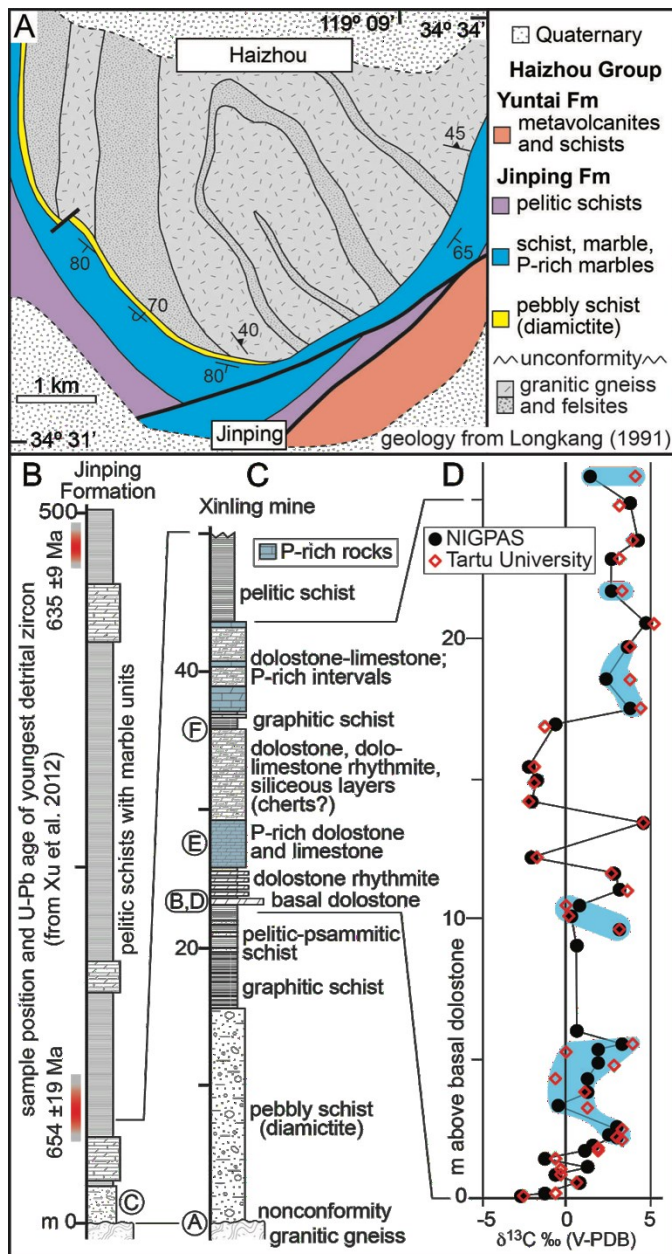 A
119º 09'
34º 34'
Haizhou
45
80
70
40
80
65
1 km
34º 31'
Jinping
Quaternary
Haizhou Group
Yuntai Fm
metavolcanites
and schists
Jinping Fm
pelitic schists
schist, marble,
P-rich marbles
pebbly schist
(diamictite)
unconformity
granitic gneiss
and felsites
geology from Longkang (1991)
B
Jinping
Formation
500
635 ±9 Ma
654 ±19 Ma
sample position and U-Pb age of youngest detrital zircon
(from Xu et al. 2012)
pelitic schists with marble units
C
m 0
C
Xinling mine
P-rich rocks
pelitic schist
40
dolostone-limestone;
P-rich intervals
graphitic schist
F
dolostone, dolo-
limestone rhythmite,
siliceous layers
(cherts?)
E
P-rich dolostone
and limestone
dolostone rhythmite
B,D
basal dolostone
20
pelitic-psammitic
schist
graphitic schist
pebbly schist
(diamictite)
A
nonconformity
granitic gneiss
D
-5
0
5
NIGPAS
Tartu University
20
10
0
m above basal dolostone
-5
0
5
δ¹³C ‰ (V-PDB)